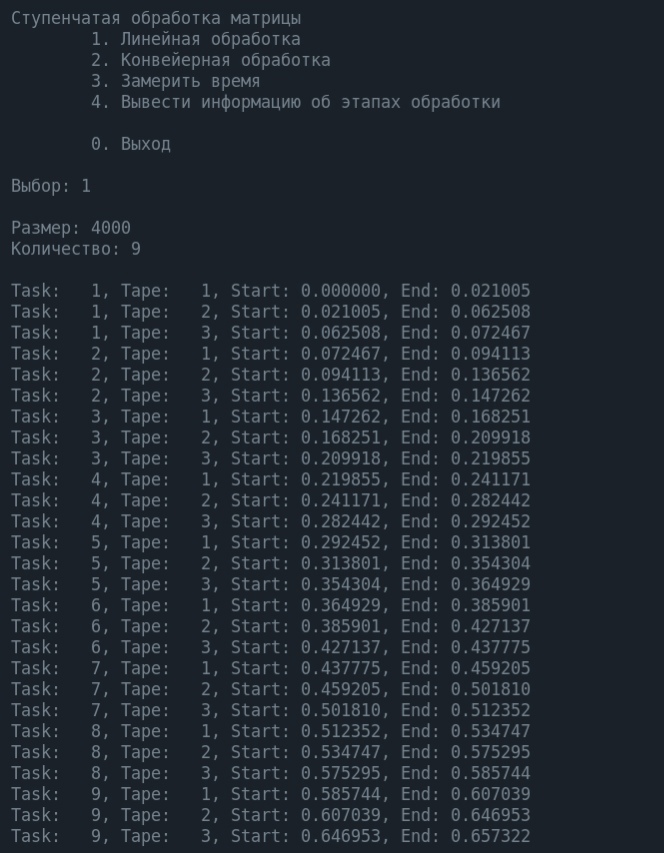 Ступенчатая обработка матрицы
1. Линейная обработка
2. Конвейерная обработка
3. Замерить время
4. Вывести информацию об этапах обработки
0. Выход
Выбор: 1
Размер: 4000
Количество: 9
Task:   1, Tape:   1, Start: 0.000000, End: 0.021005
Task:   1, Tape:   2, Start: 0.021005, End: 0.062508
Task:   1, Tape:   3, Start: 0.062508, End: 0.072467
Task:   2, Tape:   1, Start: 0.072467, End: 0.094113
Task:   2, Tape:   2, Start: 0.094113, End: 0.136562
Task:   2, Tape:   3, Start: 0.136562, End: 0.147262
Task:   3, Tape:   1, Start: 0.147262, End: 0.168251
Task:   3, Tape:   2, Start: 0.168251, End: 0.209918
Task:   3, Tape:   3, Start: 0.209918, End: 0.219855
Task:   4, Tape:   1, Start: 0.219855, End: 0.241171
Task:   4, Tape:   2, Start: 0.241171, End: 0.282442
Task:   4, Tape:   3, Start: 0.282442, End: 0.292452
Task:   5, Tape:   1, Start: 0.292452, End: 0.313801
Task:   5, Tape:   2, Start: 0.313801, End: 0.354304
Task:   5, Tape:   3, Start: 0.354304, End: 0.364929
Task:   6, Tape:   1, Start: 0.364929, End: 0.385901
Task:   6, Tape:   2, Start: 0.385901, End: 0.427137
Task:   6, Tape:   3, Start: 0.427137, End: 0.437775
Task:   7, Tape:   1, Start: 0.437775, End: 0.459205
Task:   7, Tape:   2, Start: 0.459205, End: 0.501810
Task:   7, Tape:   3, Start: 0.501810, End: 0.512352
Task:   8, Tape:   1, Start: 0.512352, End: 0.534747
Task:   8, Tape:   2, Start: 0.534747, End: 0.575295
Task:   8, Tape:   3, Start: 0.575295, End: 0.585744
Task:   9, Tape:   1, Start: 0.585744, End: 0.607039
Task:   9, Tape:   2, Start: 0.607039, End: 0.646953
Task:   9, Tape:   3, Start: 0.646953, End: 0.657322